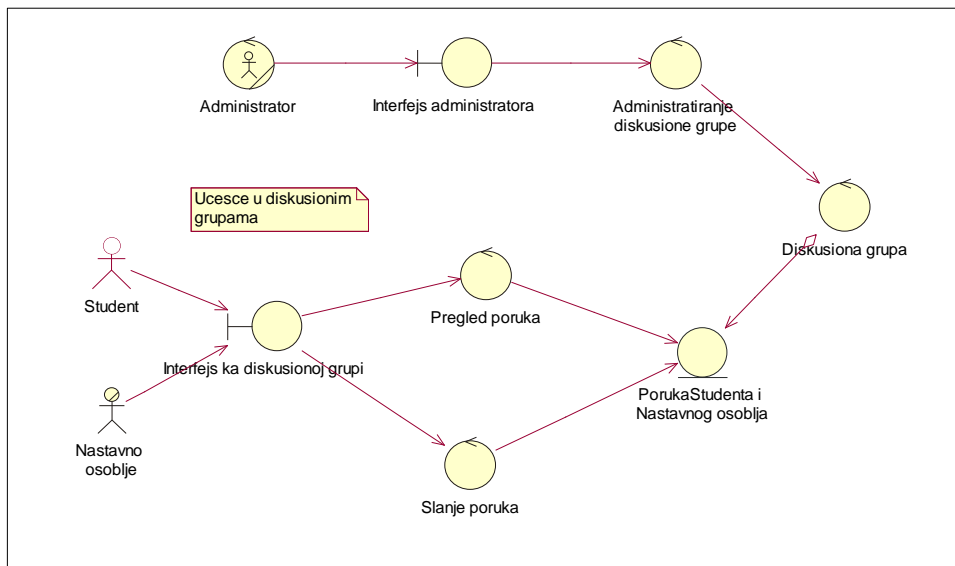 Administrator
Interfejs administratora
Administratiranje
diskusione grupe
Ucesce u diskusionim
grupama
Diskusiona grupa
Student
Pregled poruka
Interfejs ka diskusionoj grupi
PorukaStudenta i
Nastavnog osoblja
Nastavno
osoblje
Slanje poruka